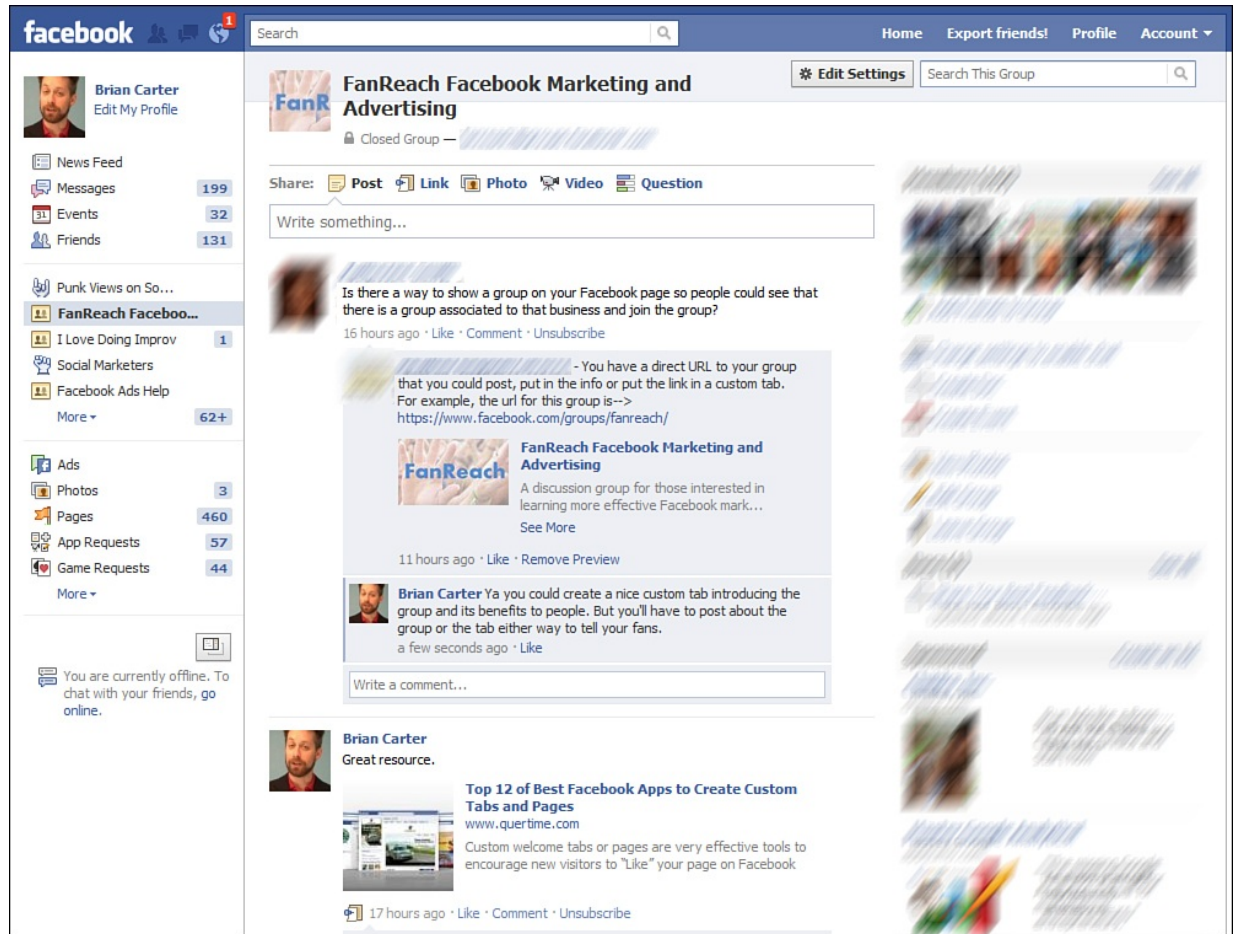 facebook
1
Search
Home Export friends! Profile Account
Brian Carter
Edit My Profile
News Feed
Messages 199
Events 32
Friends 131
Punk Views on So...
FanReach Faceboo...
I Love Doing Improv 1
Social Marketers
Facebook Ads Help
More 62+
Ads
Photos 3
Pages 460
App Requests 57
Game Requests 44
More
You are currently offline. To
chat with your friends, go
online.
FanR
FanReach Facebook Marketing and
Advertising
Closed Group —
Edit Settings
Search This Group
Share: Post Link Photo Video Question
Write something...
Is there a way to show a group on your Facebook page so people could see that
there is a group associated to that business and join the group?
16 hours ago · Like · Comment · Unsubscribe
- You have a direct URL to your group
that you could post, put in the info or put the link in a custom tab.
For example, the url for this group is-->
https://www.facebook.com/groups/fanreach/
FanReach
FanReach Facebook Marketing and
Advertising
A discussion group for those interested in
learning more effective Facebook mark...
See More
11 hours ago · Like · Remove Preview
Brian Carter Ya you could create a nice custom tab introducing the
group and its benefits to people. But you'll have to post about the
group or the tab either way to tell your fans.
a few seconds ago · Like
Write a comment...
Brian Carter
Great resource.
Top 12 of Best Facebook Apps to Create Custom
Tabs and Pages
www.quertime.com
Custom welcome tabs or pages are very effective tools to
encourage new visitors to "Like" your page on Facebook
17 hours ago · Like · Comment · Unsubscribe